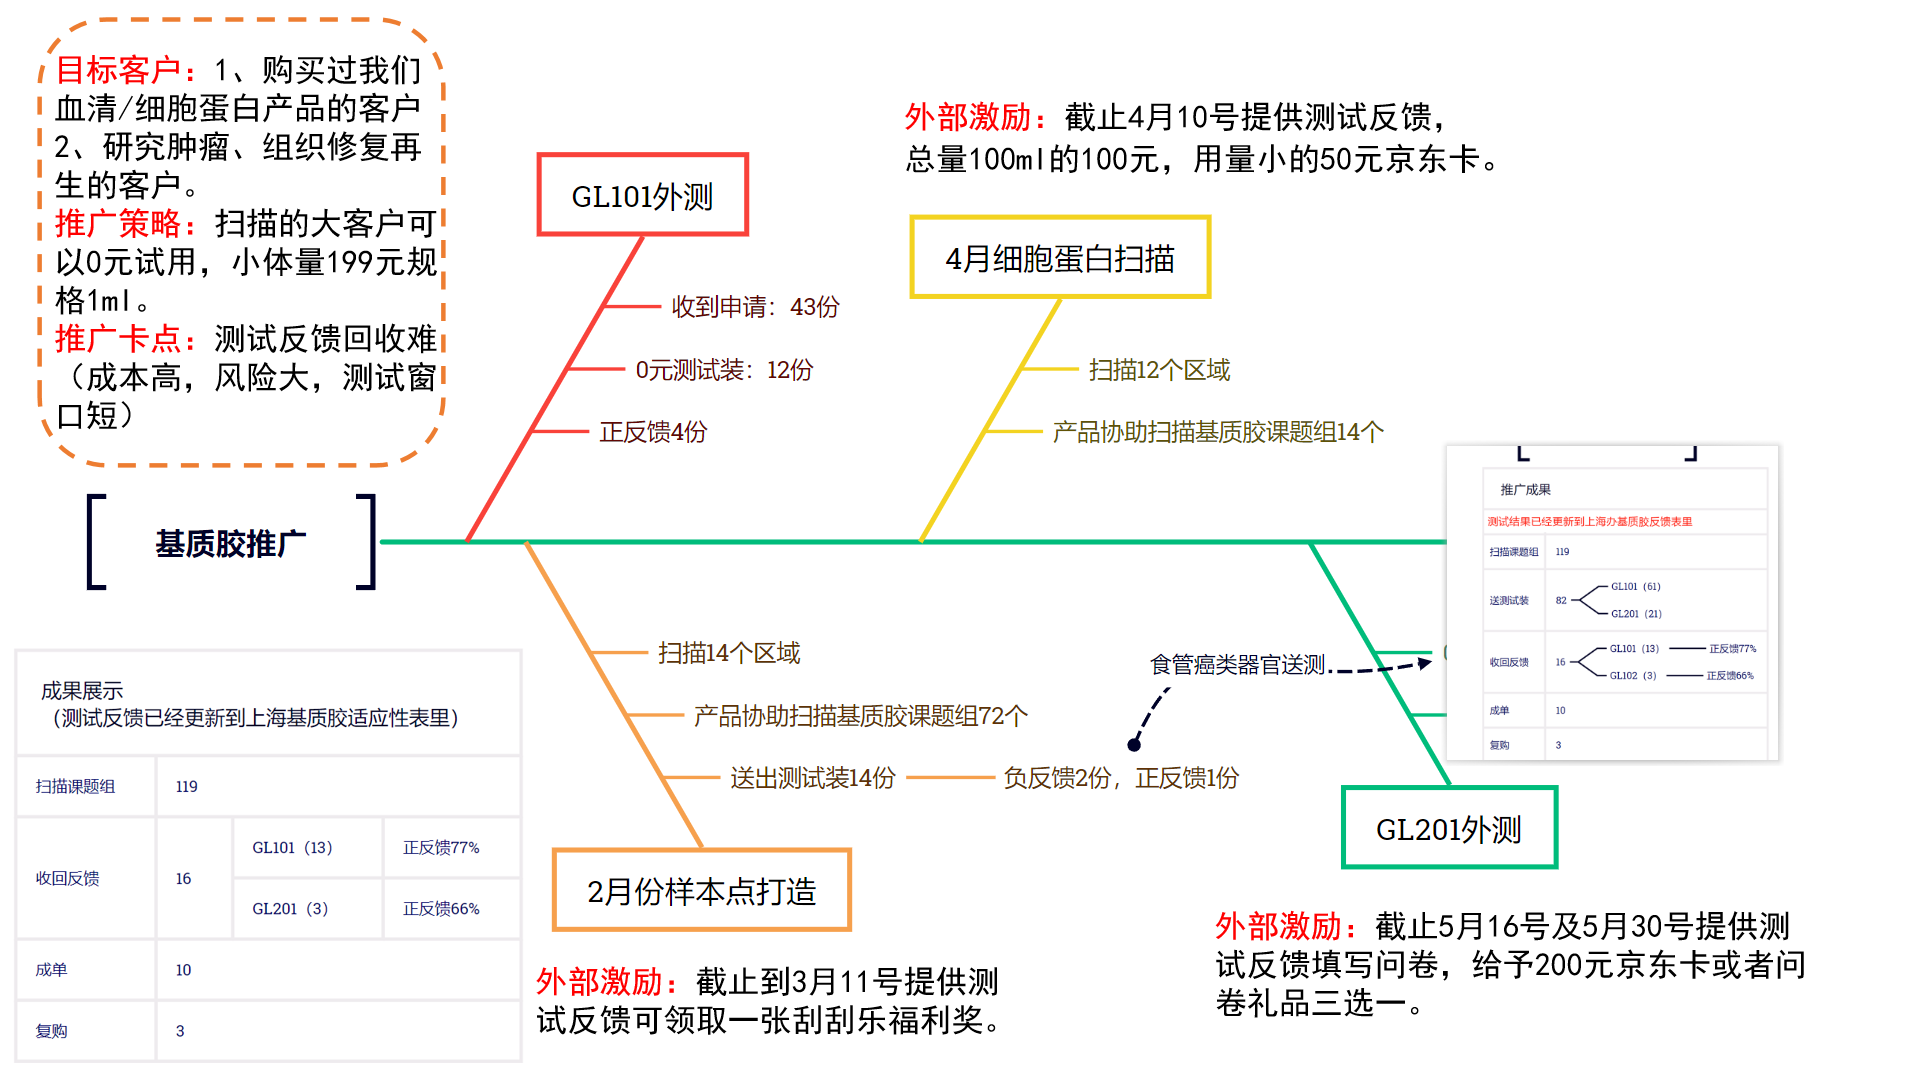 目标客户：1、购买过我们
血清/细胞蛋白产品的客户
2、研究肿瘤、组织修复再
生的客户。
推广策略：扫描的大客户可
以0元试用，小体量199元规
格1ml。
推广卡点：测试反馈回收难
（成本高，风险大，测试窗
口短）
外部激励：截止4月10号提供测试反馈，
总量100ml的100元，用量小的50元京东卡。
GL101外测
收到申请：43份
0元测试装：12份
正反馈4份
4月细胞蛋白扫描
扫描12个区域
产品协助扫描基质胶课题组14个
基质胶推广
推广成果
测试结果已经更新到上海办基质胶反馈表里
扫描课题组 119
送测试装 82 GL101（61）
GL201（21）
收回反馈 16 GL101（13） 正反馈77%
GL102（3） 正反馈66%
成单 10
复购 3
扫描14个区域
产品协助扫描基质胶课题组72个
送出测试装14份 负反馈2份，正反馈1份
食管癌类器官送测
2月份样本点打造
GL201外测
成果展示
（测试反馈已经更新到上海基质胶适应性表里）
扫描课题组 119
收回反馈 16 GL101（13） 正反馈77%
GL201（3） 正反馈66%
成单 10
复购 3
外部激励：截止到3月11号提供测
试反馈可领取一张刮刮乐福利奖。
外部激励：截止5月16号及5月30号提供测
试反馈填写问卷，给予200元京东卡或者问
卷礼品三选一。